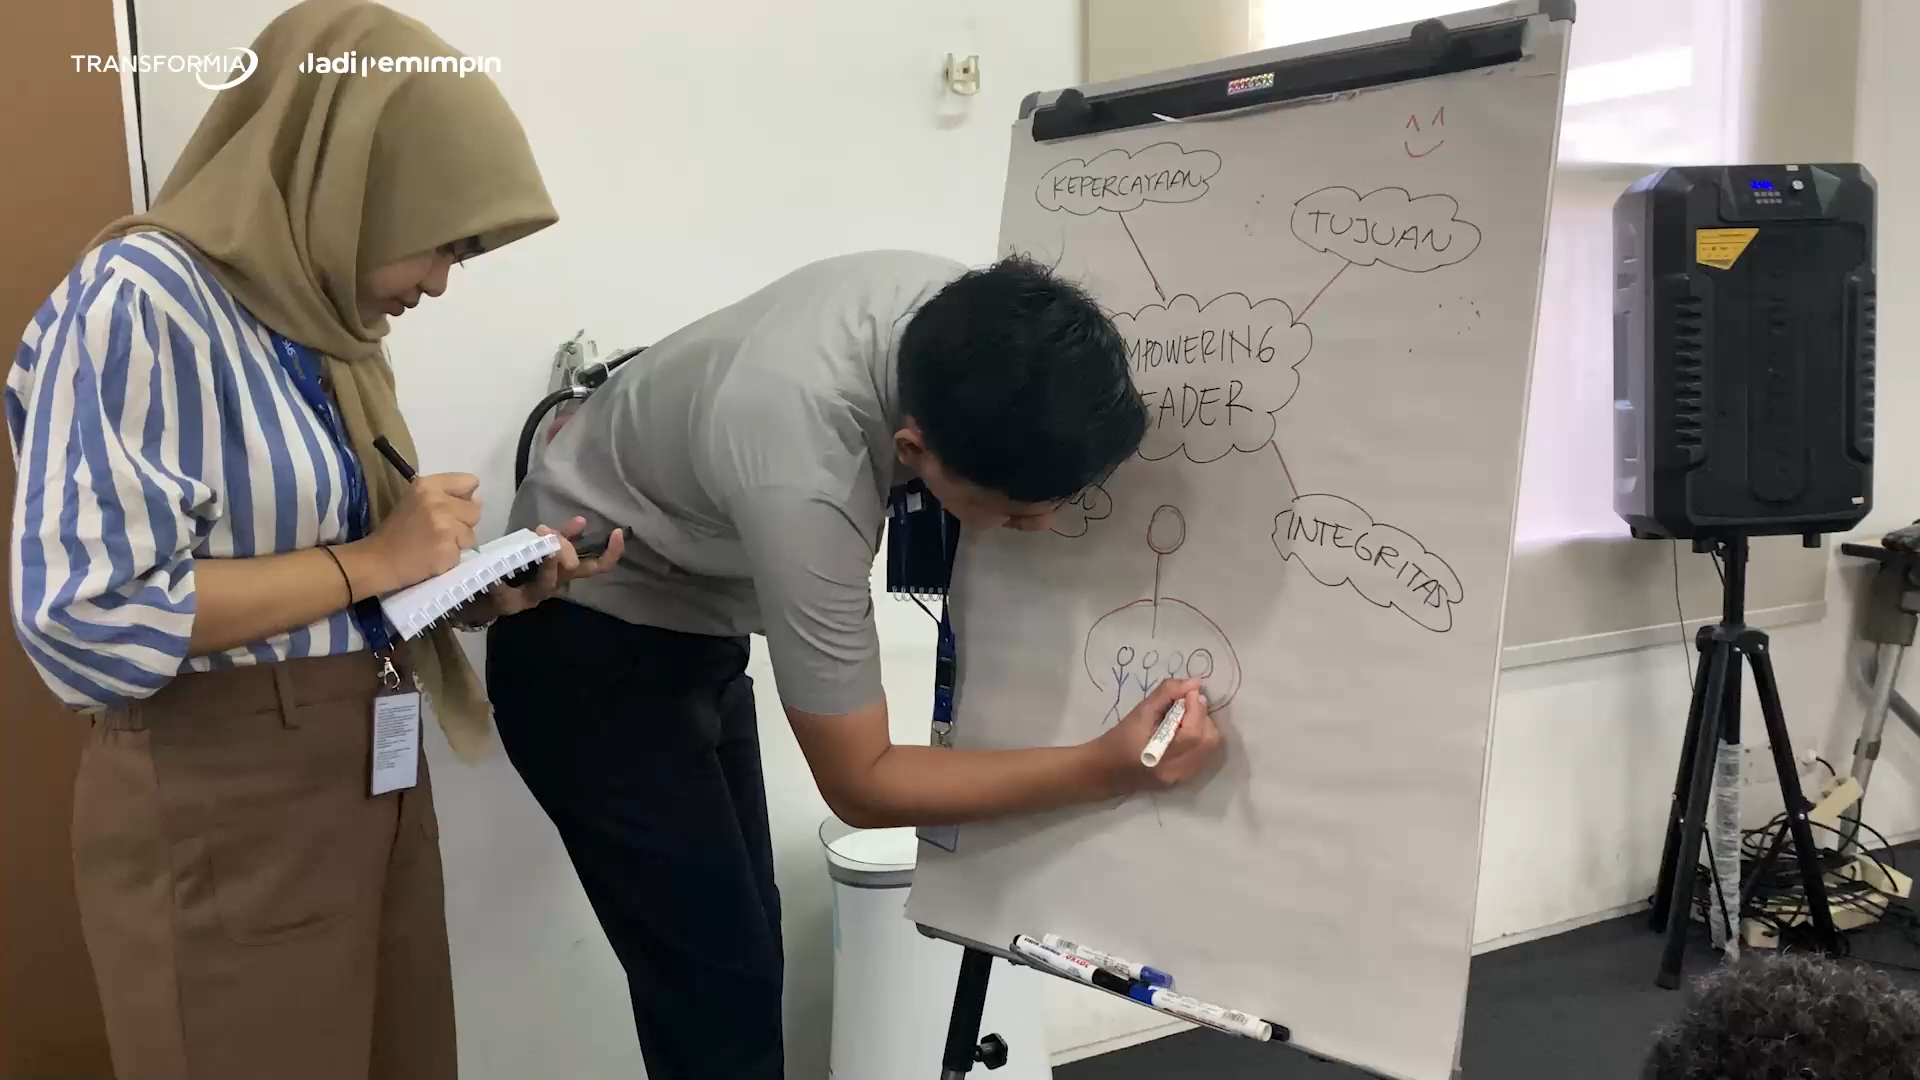 TRANSFORMIA
Jadi Pemimpin
KEPERCAYAAN
TUJUAN
MPOWERING
EADER
INTEGRITAS